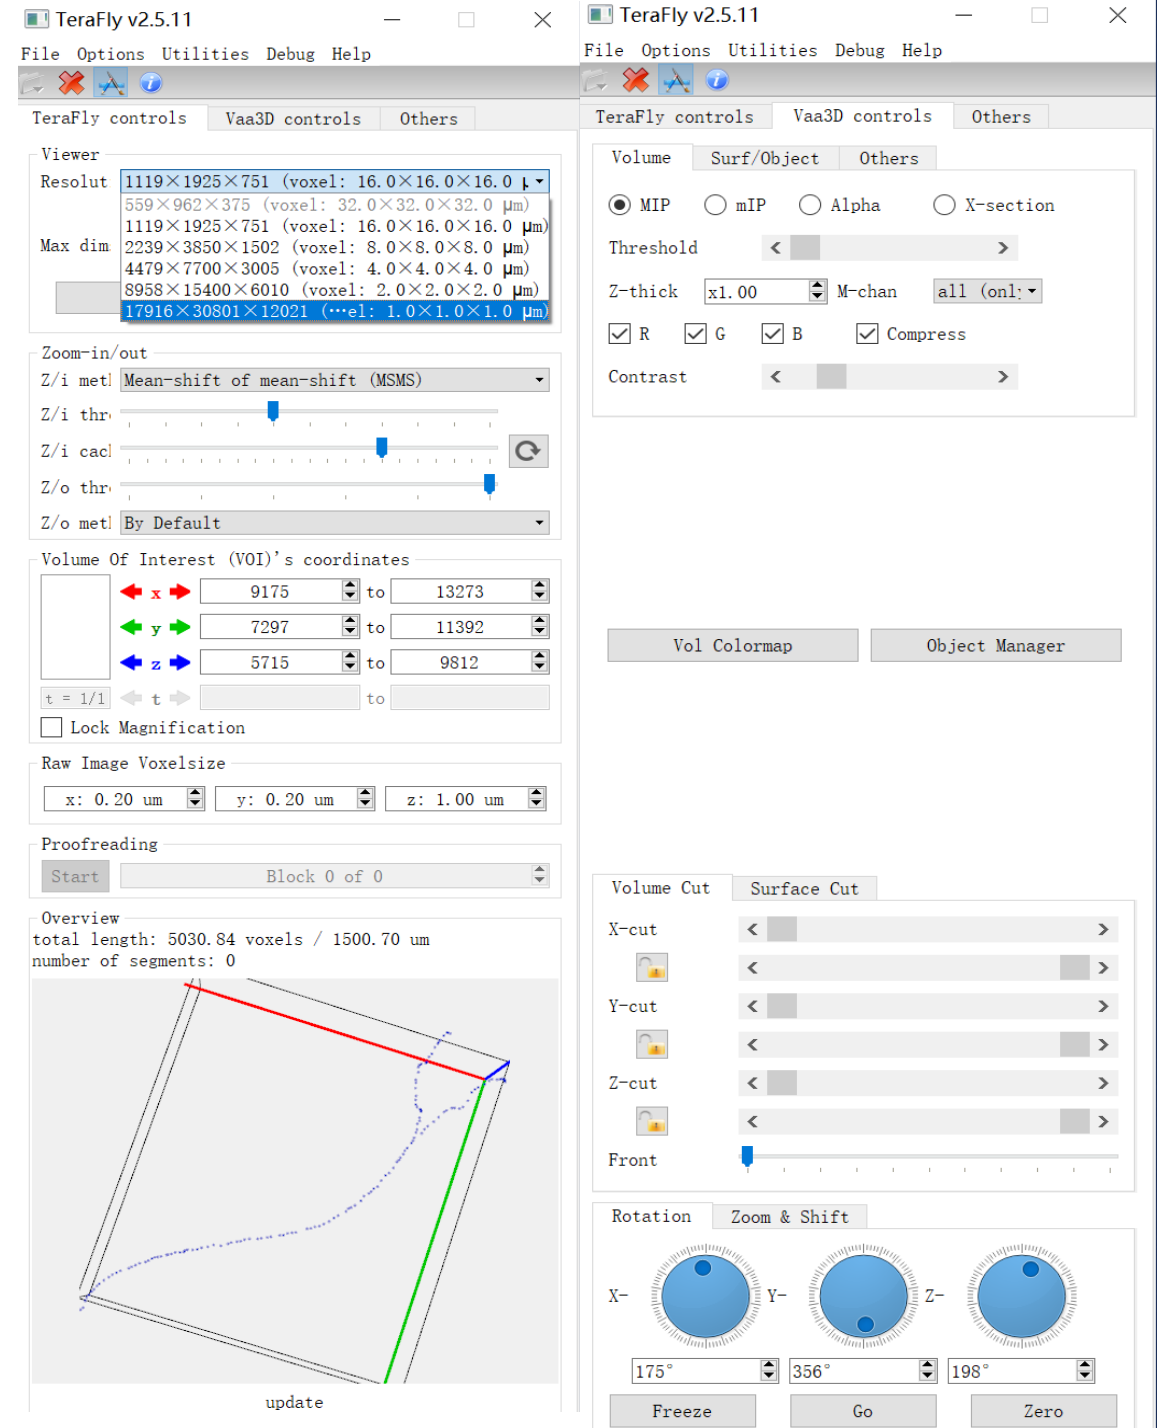 TeraFly v2.5.11
File Options Utilities Debug Help
TeraFly controls Vaa3D controls Others
Viewer
Resolut 1119×1925×751 (voxel: 16.0×16.0×16.0 µ
559×962×375 (voxel: 32.0×32.0×32.0 µm)
1119×1925×751 (voxel: 16.0×16.0×16.0 µm)
Max dim 2239×3850×1502 (voxel: 8.0×8.0×8.0 µm)
4479×7700×3005 (voxel: 4.0×4.0×4.0 µm)
8958×15400×6010 (voxel: 2.0×2.0×2.0 µm)
17916×30801×12021 (…el: 1.0×1.0×1.0 µm)
Zoom-in/out
Z/i met Mean-shift of mean-shift (MSMS)
Z/i thr
Z/i cac
Z/o thr
Z/o met By Default
Volume Of Interest (VOI)'s coordinates
x 9175 to 13273
y 7297 to 11392
z 5715 to 9812
t = 1/1 t to
Lock Magnification
Raw Image Voxelsize
x: 0.20 um y: 0.20 um z: 1.00 um
Proofreading
Start Block 0 of 0
Overview
total length: 5030.84 voxels / 1500.70 um
number of segments: 0
update
TeraFly v2.5.11
File Options Utilities Debug Help
TeraFly controls Vaa3D controls Others
Volume Surf/Object Others
MIP mIP Alpha X-section
Threshold
Z-thick x1.00 M-chan all (onl
R G B Compress
Contrast
Vol Colormap Object Manager
Volume Cut Surface Cut
X-cut
Y-cut
Z-cut
Front
Rotation Zoom & Shift
X- Y- Z-
175° 356° 198°
Freeze Go Zero